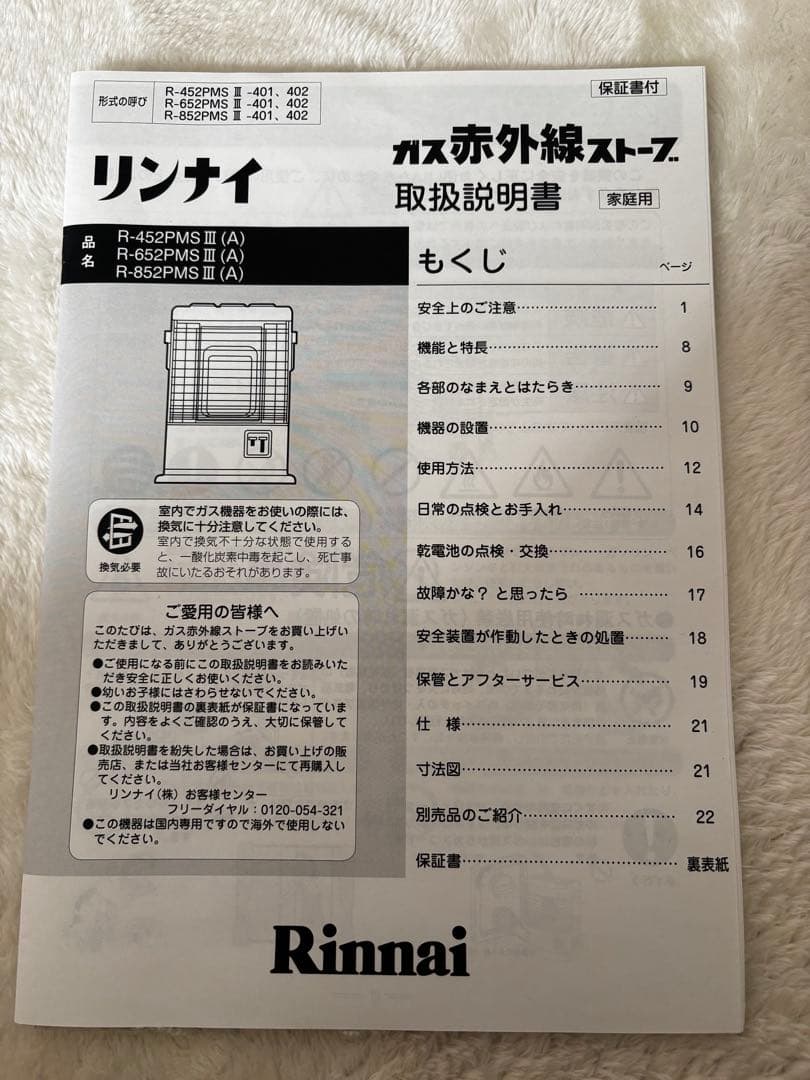 形式の呼び
R-452PMS Ⅲ -401、402
R-652PMS Ⅲ -401、402
R-852PMS Ⅲ -401、402
保証書付
リンナイ
ガス赤外線ストーブ
取扱説明書
家庭用
品名
R-452PMSⅢ(A)
R-652PMSⅢ(A)
R-852PMSⅢ(A)
換気必要
室内でガス機器をお使いの際には、
換気に十分注意してください。
室内で換気不十分な状態で使用する
と、一酸化炭素中毒を起こし、死亡事
故にいたるおそれがあります。
ご愛用の皆様へ
このたびは、ガス赤外線ストーブをお買い上げい
ただきまして、ありがとうございます。
●ご使用になる前にこの取扱説明書をお読みいた
だき安全に正しくお使いください。
●幼いお子様にはさわらせないでください。
●この取扱説明書の裏表紙が保証書になっていま
す。内容をよくご確認のうえ、大切に保管して
ください。
●取扱説明書を紛失した場合は、お買い上げの販
売店、または当社お客様センターにて再購入し
てください。
リンナイ(株) お客様センター
フリーダイヤル：0120-054-321
●この機器は国内専用ですので海外で使用しない
でください。
もくじ
ページ
安全上のご注意…………………………… 1
機能と特長………………………………… 8
各部のなまえとはたらき………………… 9
機器の設置………………………………… 10
使用方法…………………………………… 12
日常の点検とお手入れ…………………… 14
乾電池の点検・交換……………………… 16
故障かな？ と思ったら ………………… 17
安全装置が作動したときの処置………… 18
保管とアフターサービス………………… 19
仕　様……………………………………… 21
寸法図……………………………………… 21
別売品のご紹介…………………………… 22
保証書……………………………………… 裏表紙
Rinnai